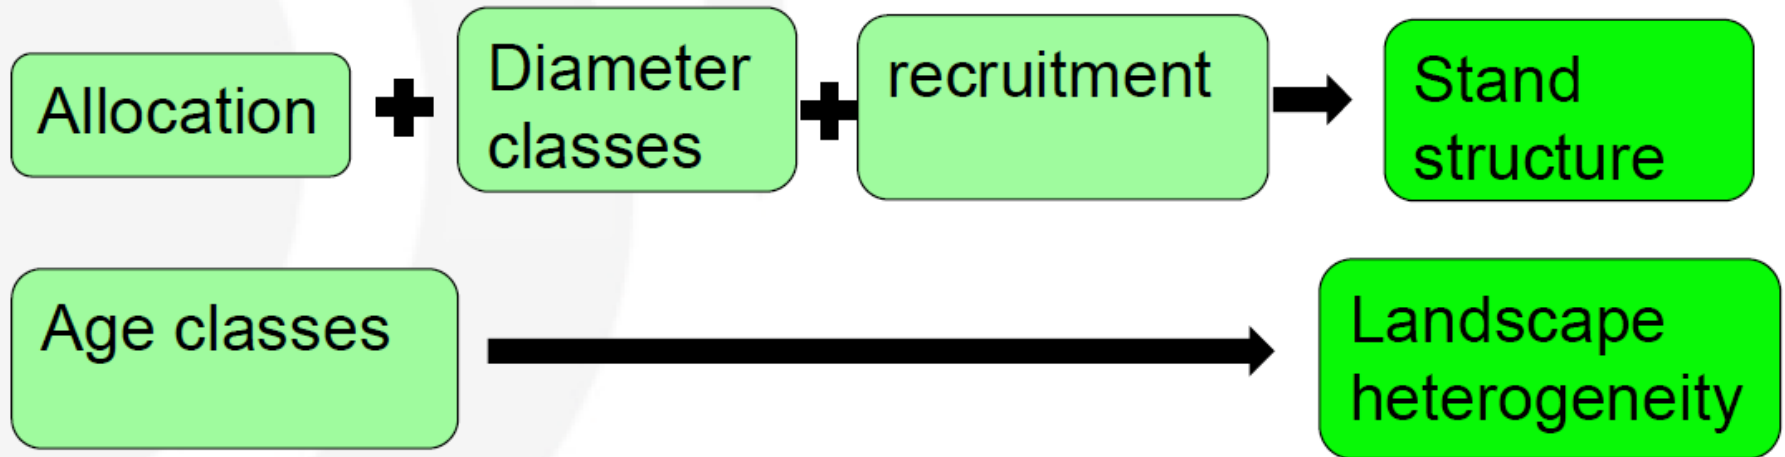 Allocation
Diameter
classes
recruitment
Stand
structure
Age classes
Landscape
heterogeneity